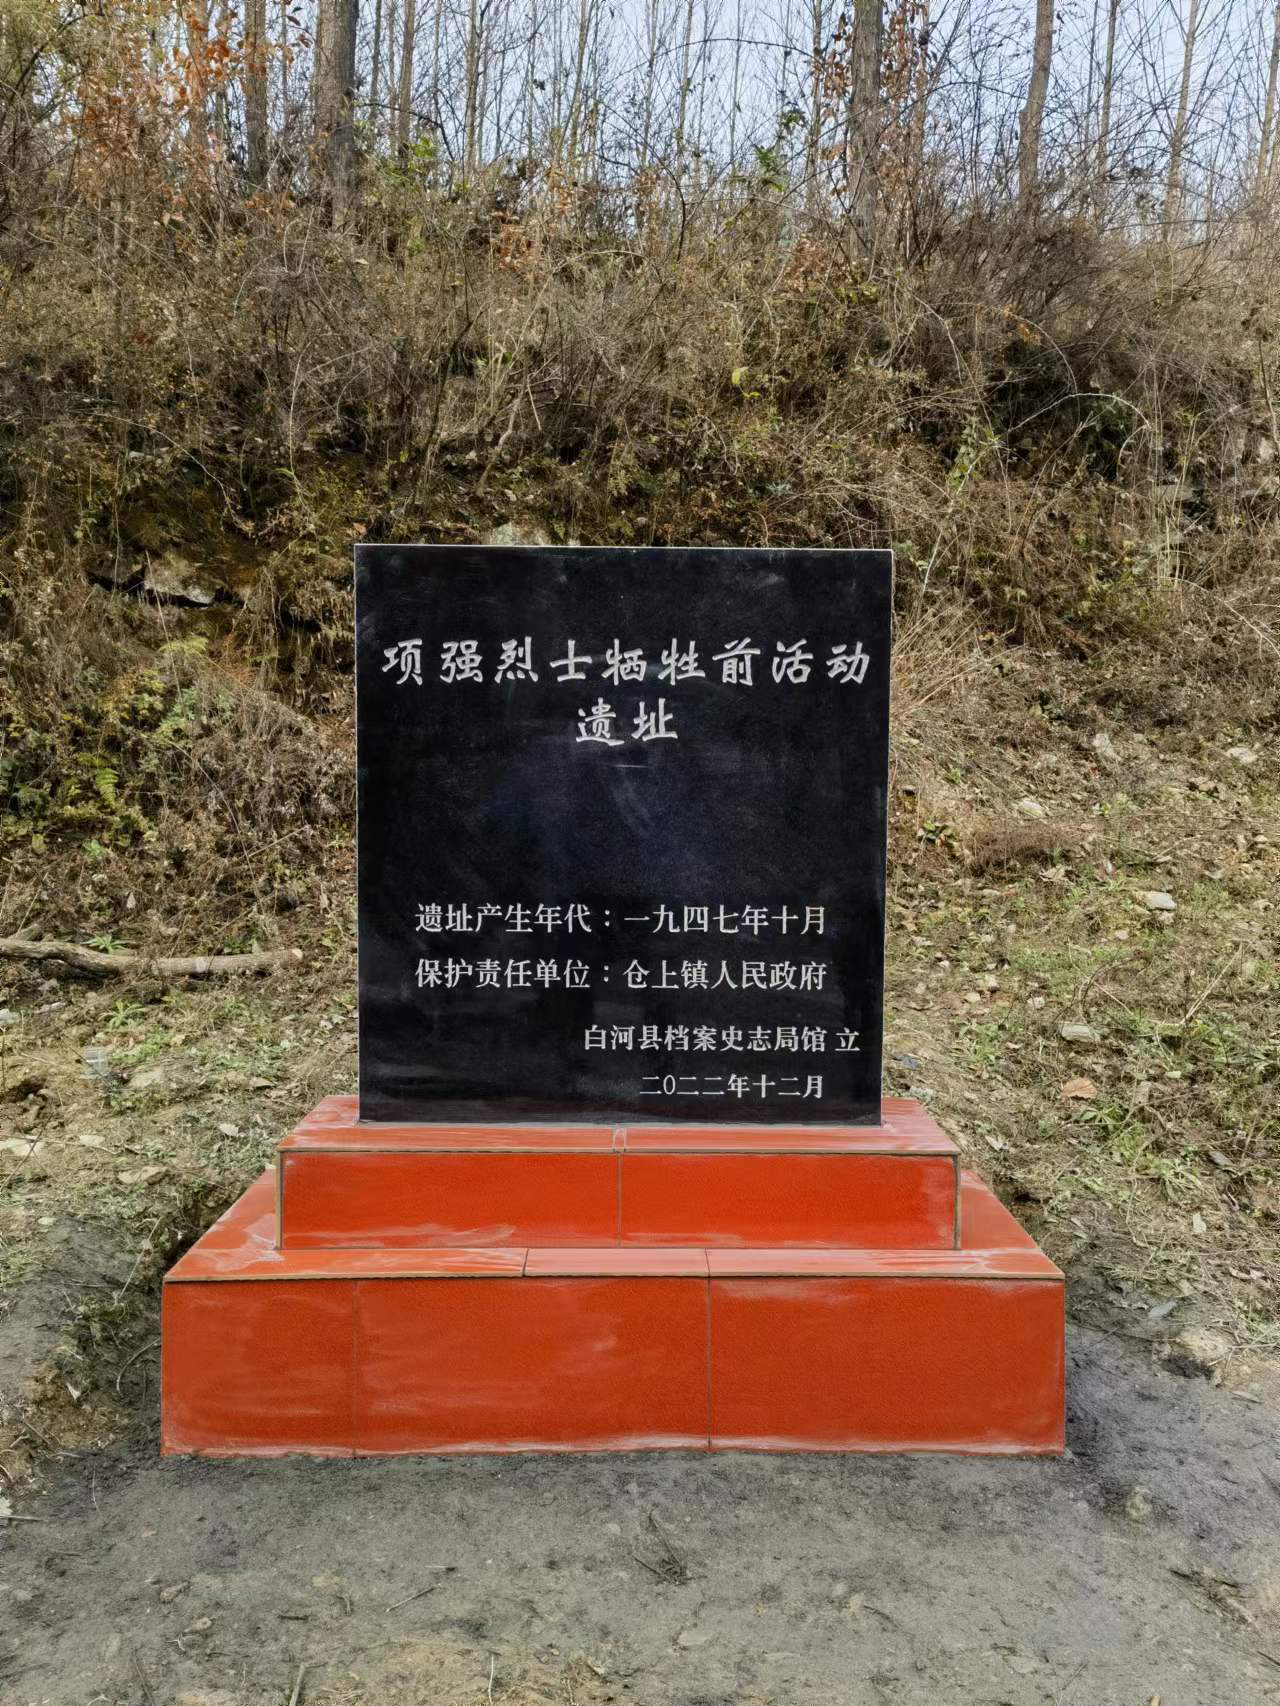 项强烈士牺牲前活动
遗址
遗址产生年代：一九四七年十月
保护责任单位：仓上镇人民政府
白河县档案史志局馆 立
二〇二二年十二月